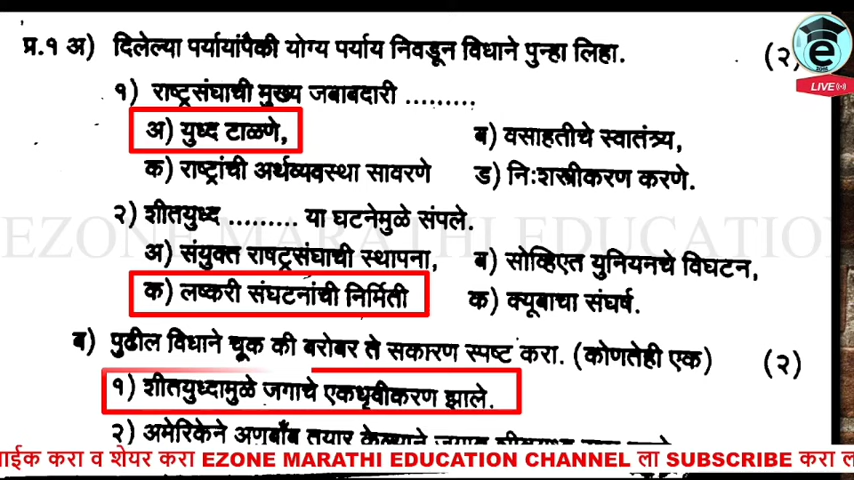 प्र.१ अ) दिलेल्या पर्यायांपैकी योग्य पर्याय निवडून विधाने पुन्हा लिहा. (२)
e
LIVE
१) राष्ट्रसंघाची मुख्य जबाबदारी .........
अ) युध्द टाळणे, ब) वसाहतीचे स्वातंत्र्य,
क) राष्ट्रांची अर्थव्यवस्था सावरणे ड) नि:शस्त्रीकरण करणे.
२) शीतयुध्द ......... या घटनेमुळे संपले.
EZONE MARATHI EDUCATION
अ) संयुक्त राषट्रसंघाची स्थापना, ब) सोव्हिएत युनियनचे विघटन,
क) लष्करी संघटनांची निर्मिती क) क्यूबाचा संघर्ष.
ब) पुढील विधाने चूक की बरोबर ते सकारण स्पष्ट करा. (कोणतेही एक) (२)
१) शीतयुध्दामुळे जगाचे एकधृवीकरण झाले.
२) अमेरिकेने अणबाँब तयार केल्याने
करा व शेयर करा EZONE MARATHI EDUCATION CHANNEL ला SUBSCRIBE करा